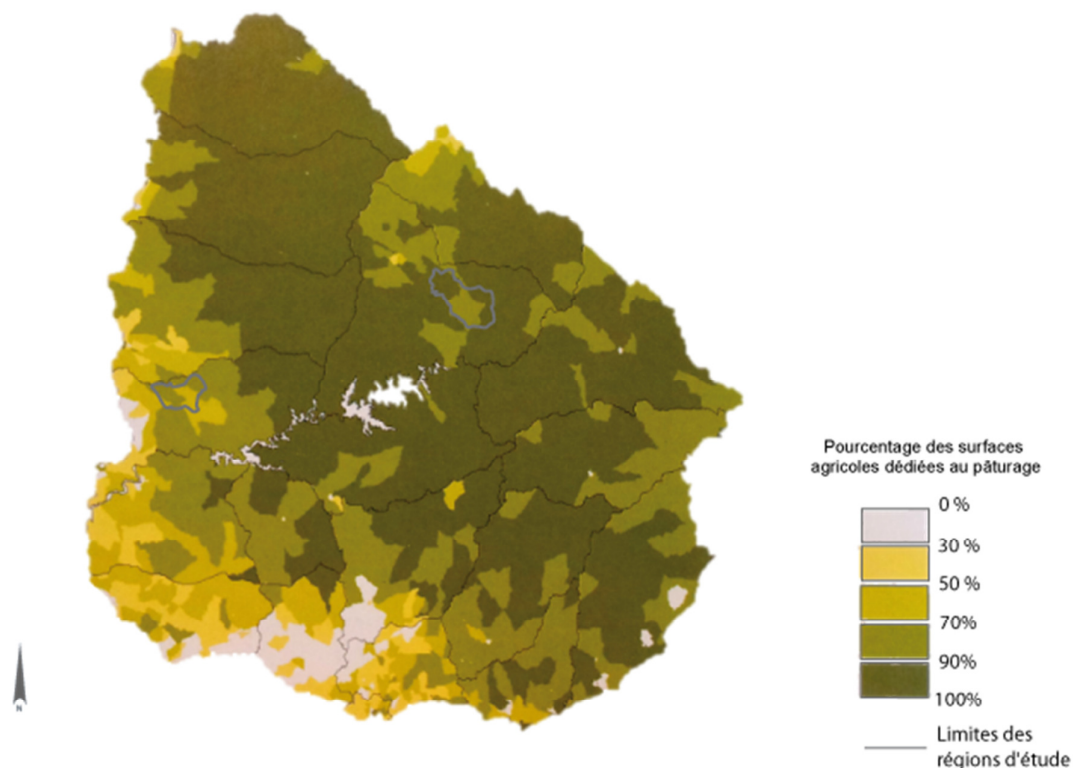 Pourcentage des surfaces
agricoles dédiées au pâturage
0 %
30 %
50 %
70%
90%
100%
Limites des
régions d'étude
N